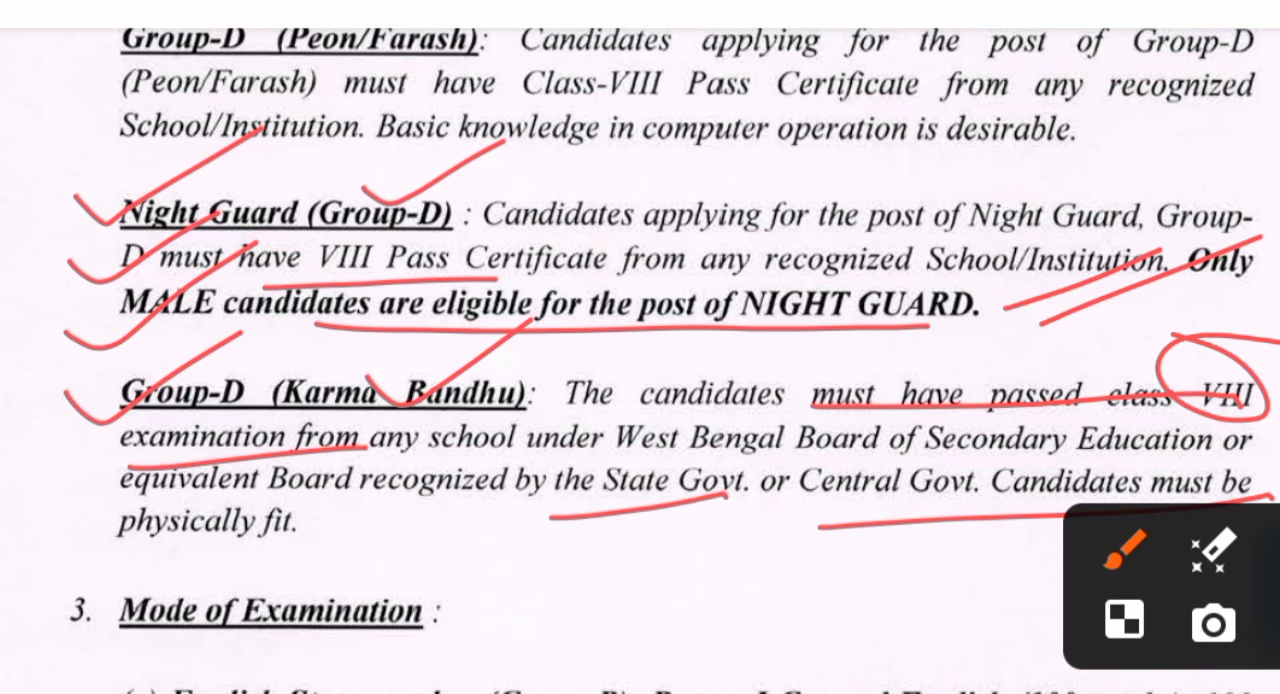 Group-D (Peon/Farash): Candidates applying for the post of Group-D
(Peon/Farash) must have Class-VIII Pass Certificate from any recognized
School/Institution. Basic knowledge in computer operation is desirable.
Night Guard (Group-D) : Candidates applying for the post of Night Guard, Group-
D must have VIII Pass Certificate from any recognized School/Institution. Only
MALE candidates are eligible for the post of NIGHT GUARD.
Group-D (Karma Bandhu): The candidates must have passed class VIII
examination from any school under West Bengal Board of Secondary Education or
equivalent Board recognized by the State Govt. or Central Govt. Candidates must be
physically fit.
3. Mode of Examination :